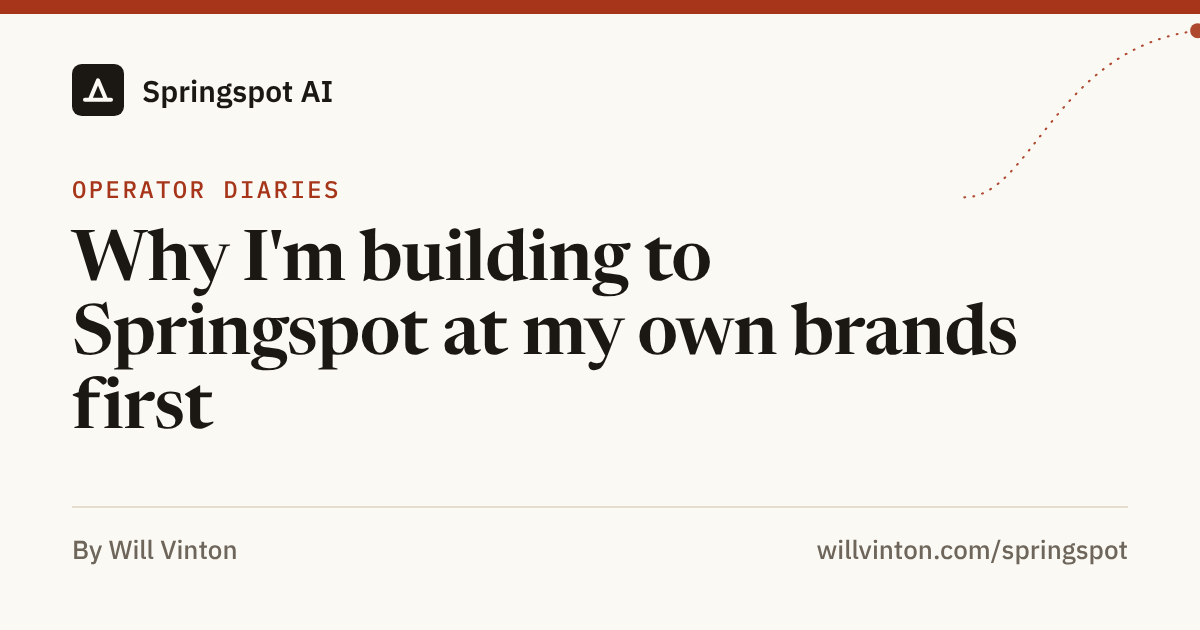 Springspot AI
OPERATOR DIARIES
Why I'm building to
Springspot at my own brands
first
By Will Vinton
willvinton.com/springspot